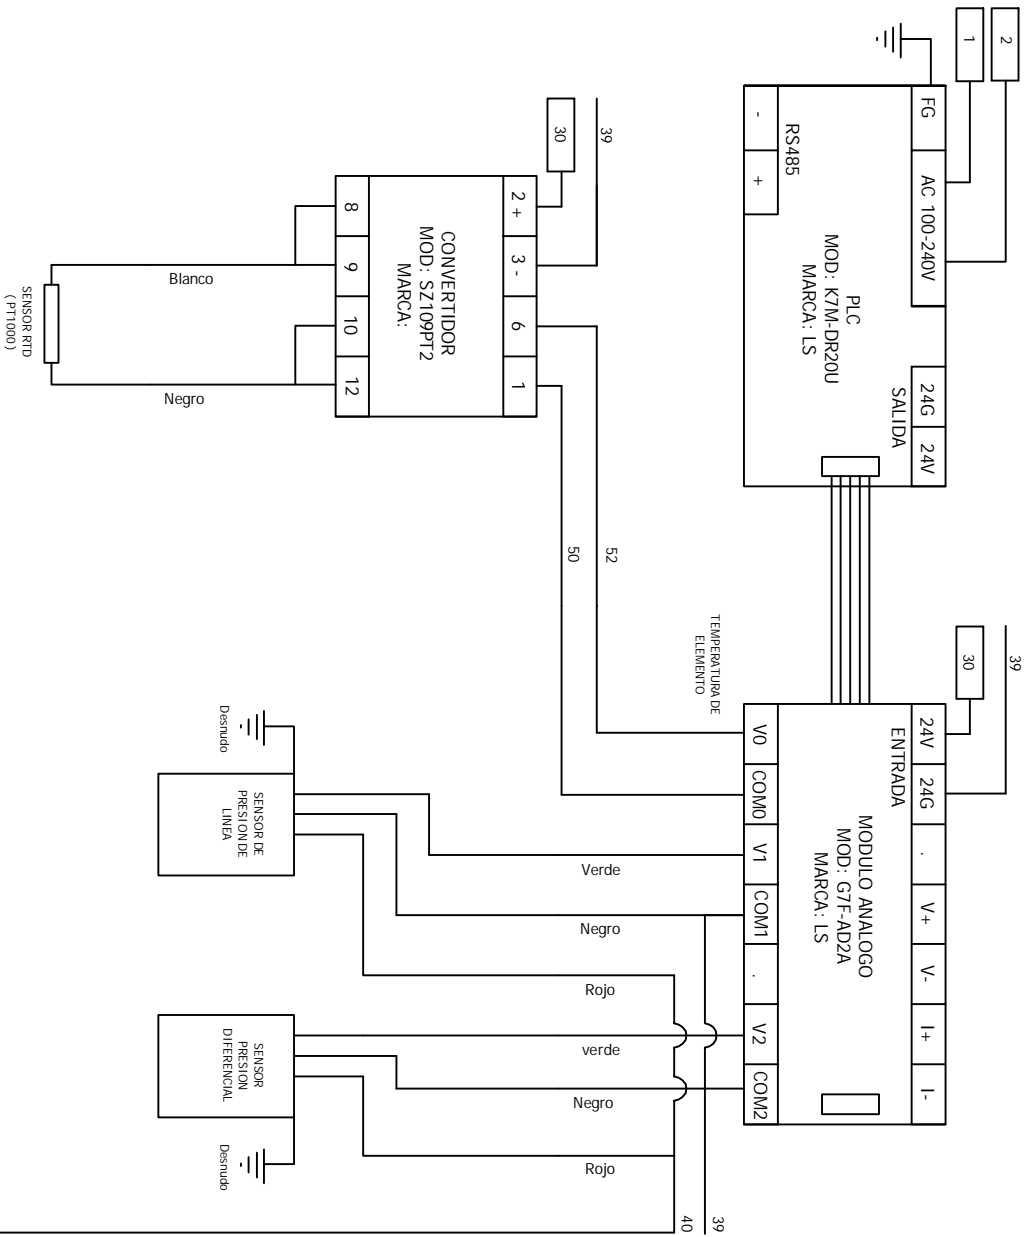 2
1
FG
AC 100-240V
24G
24V
SALIDA
-
+
RS485
PLC
MOD: K7M-DR20U
MARCA: LS
39
30
24V
24G
.
V+
V-
I+
I-
ENTRADA
MODULO ANALOGO
MOD: G7F-AD2A
MARCA: LS
V0
COM0
V1
COM1
.
V2
COM2
TEMPERATURA DE
ELEMENTO
39
30
2 +
3 -
6
1
CONVERTIDOR
MOD: SZ109PT2
MARCA:
8
9
10
12
52
50
Blanco
Negro
SENSOR RTD
(PT1000)
Verde
Negro
Rojo
verde
Negro
Rojo
39
40
Desnudo
SENSOR DE
PRESION DE
LINEA
SENSOR
PRESION
DIFERENCIAL
Desnudo